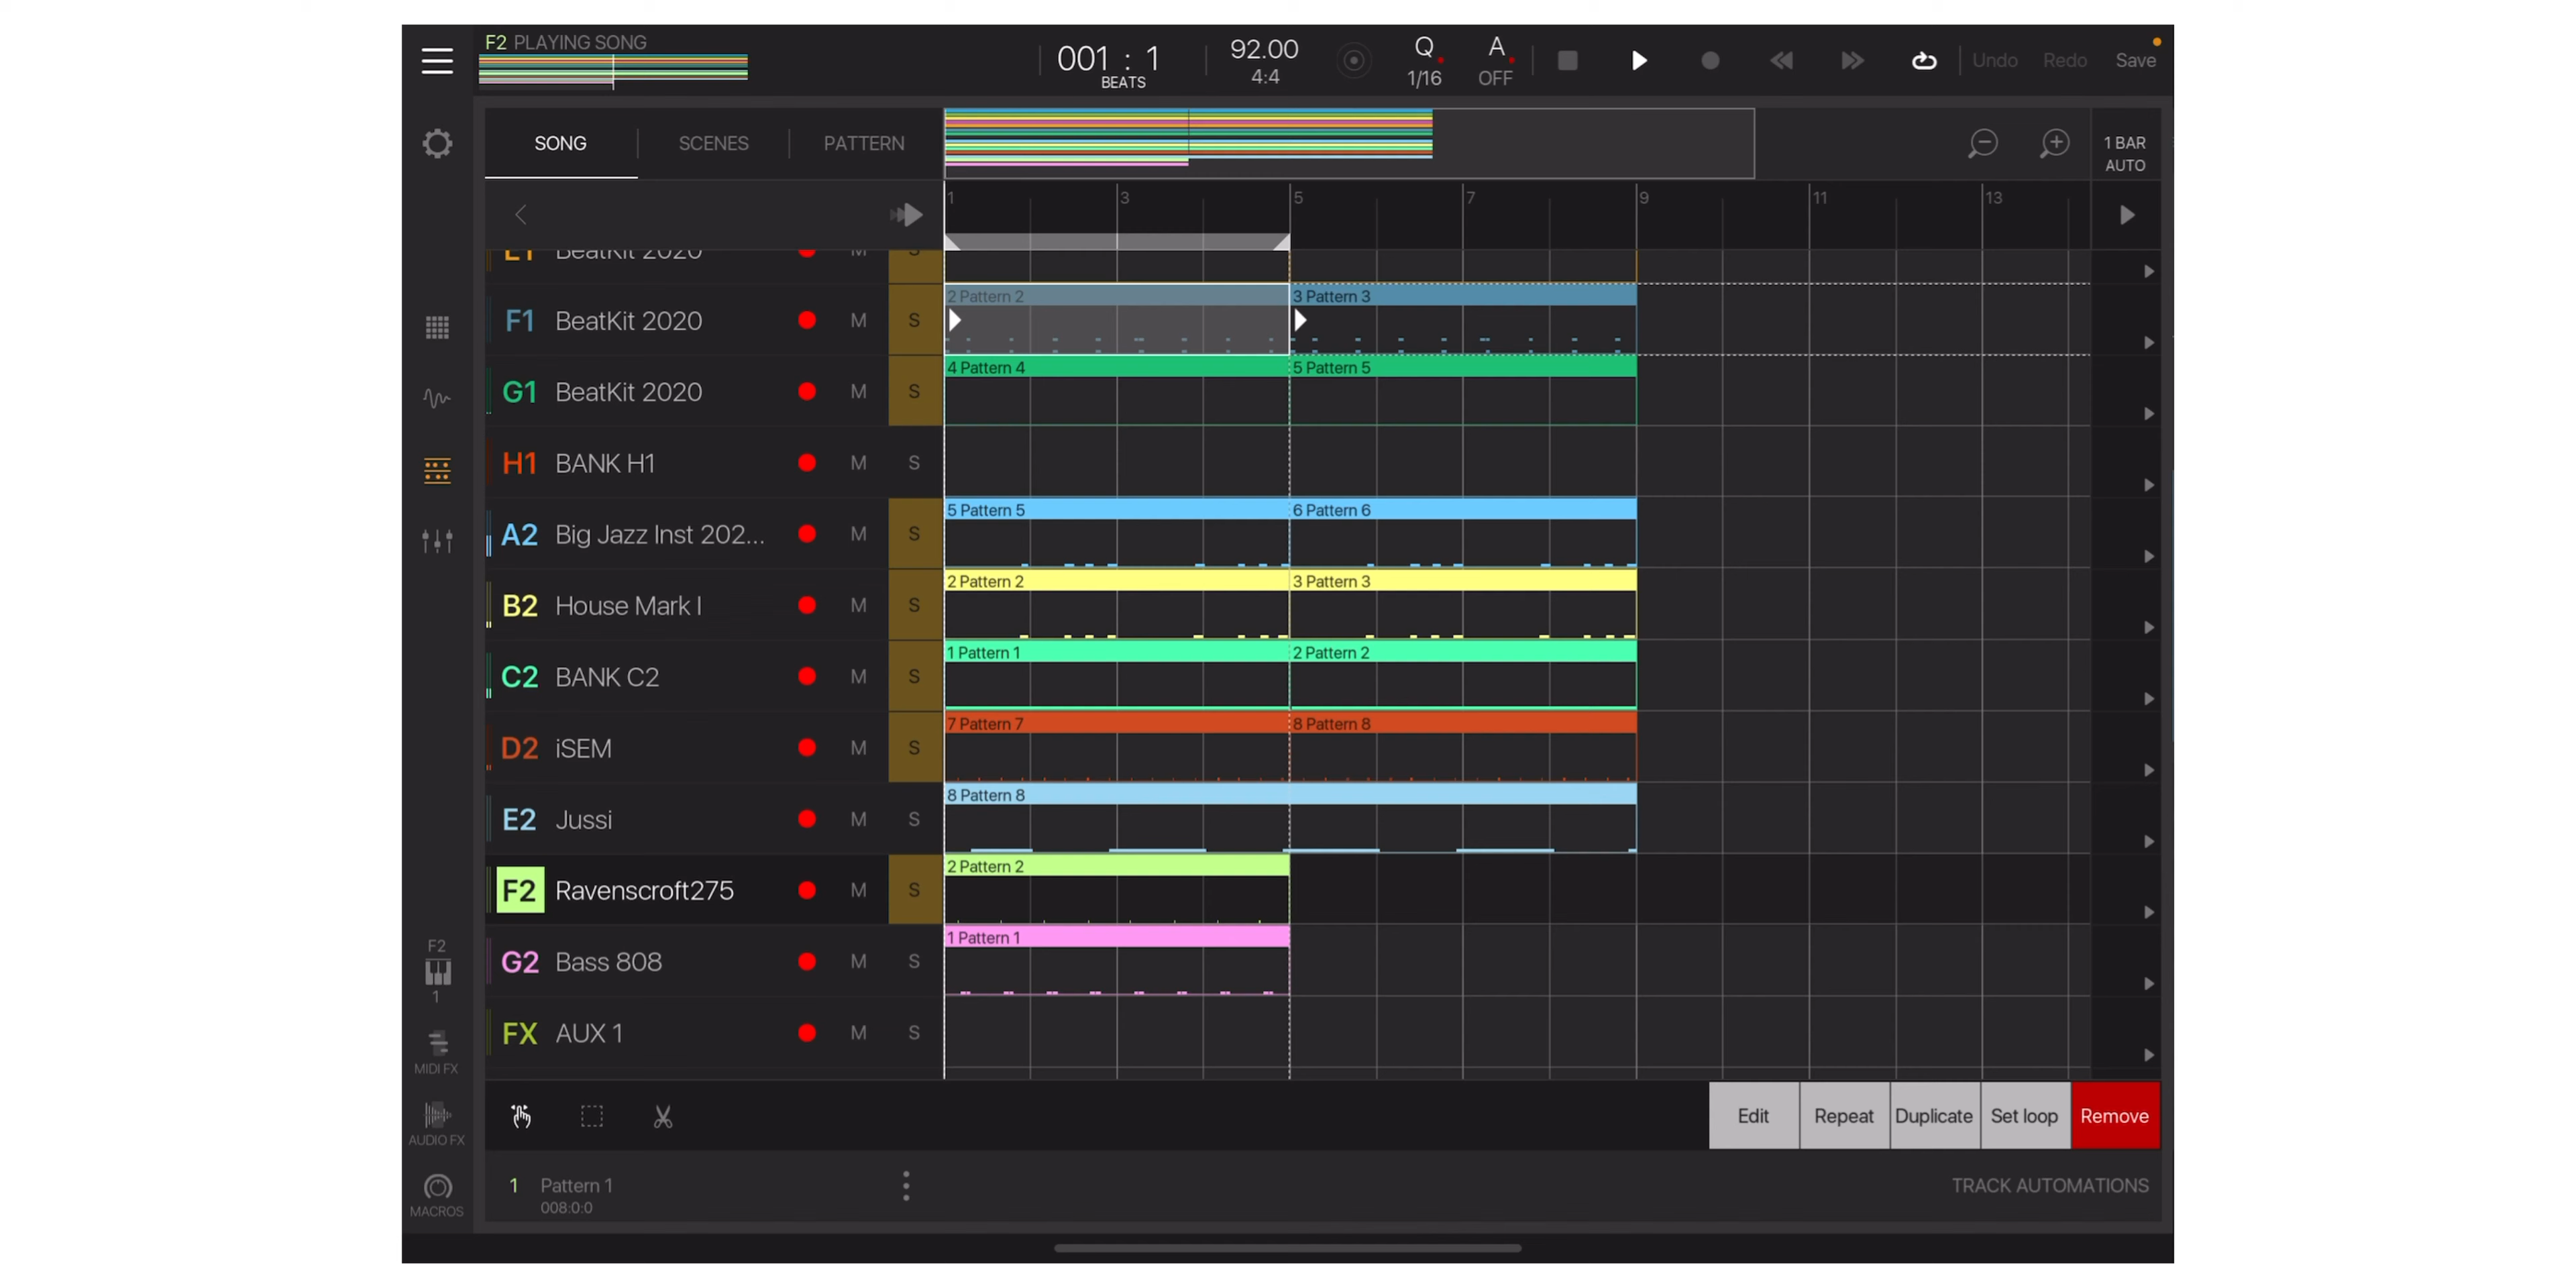 F2 PLAYING SONG
001 : 1
BEATS
92.00
4:4
Q
1/16
A
OFF
Undo
Redo
Save
SONG
SCENES
PATTERN
1 BAR
AUTO
1
3
5
7
9
11
13
E1 BeatKit 2020 M S
F1 BeatKit 2020 M S
2 Pattern 2
3 Pattern 3
G1 BeatKit 2020 M S
4 Pattern 4
5 Pattern 5
H1 BANK H1 M S
A2 Big Jazz Inst 202... M S
5 Pattern 5
6 Pattern 6
B2 House Mark I M S
2 Pattern 2
3 Pattern 3
C2 BANK C2 M S
1 Pattern 1
2 Pattern 2
D2 iSEM M S
7 Pattern 7
8 Pattern 8
E2 Jussi M S
8 Pattern 8
F2 Ravenscroft275 M S
2 Pattern 2
G2 Bass 808 M S
1 Pattern 1
FX AUX 1 M S
F2
1
MIDI FX
AUDIO FX
MACROS
Edit
Repeat
Duplicate
Set loop
Remove
1 Pattern 1
008:0:0
TRACK AUTOMATIONS